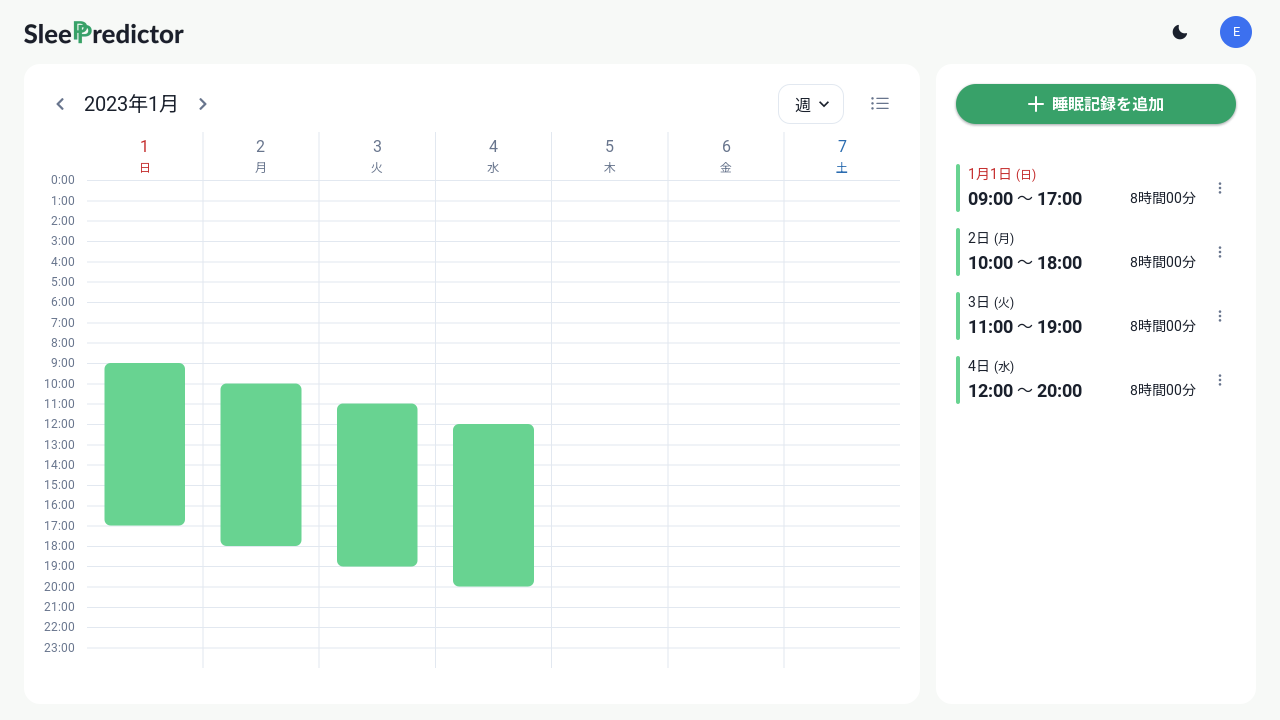 SleePredictor
E
2023年1月
週
1 2 3 4 5 6 7
日 月 火 水 木 金 土
0:00
1:00
2:00
3:00
4:00
5:00
6:00
7:00
8:00
9:00
10:00
11:00
12:00
13:00
14:00
15:00
16:00
17:00
18:00
19:00
20:00
21:00
22:00
23:00
睡眠記録を追加
1月1日 (日)
09:00 〜 17:00 8時間00分
2日 (月)
10:00 〜 18:00 8時間00分
3日 (火)
11:00 〜 19:00 8時間00分
4日 (水)
12:00 〜 20:00 8時間00分